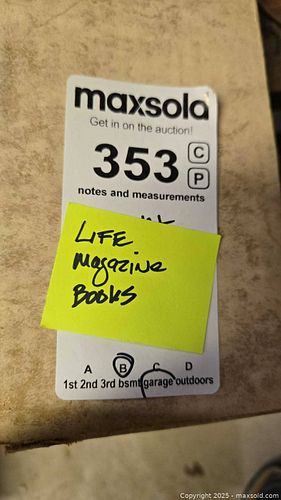 maxsold
Get in on the auction!
353 C
P
notes and measurements
LIFE
Magazine
Books
A B C D
1st 2nd 3rd bsmt garage outdoors
Copyright 2025 - maxsold.com